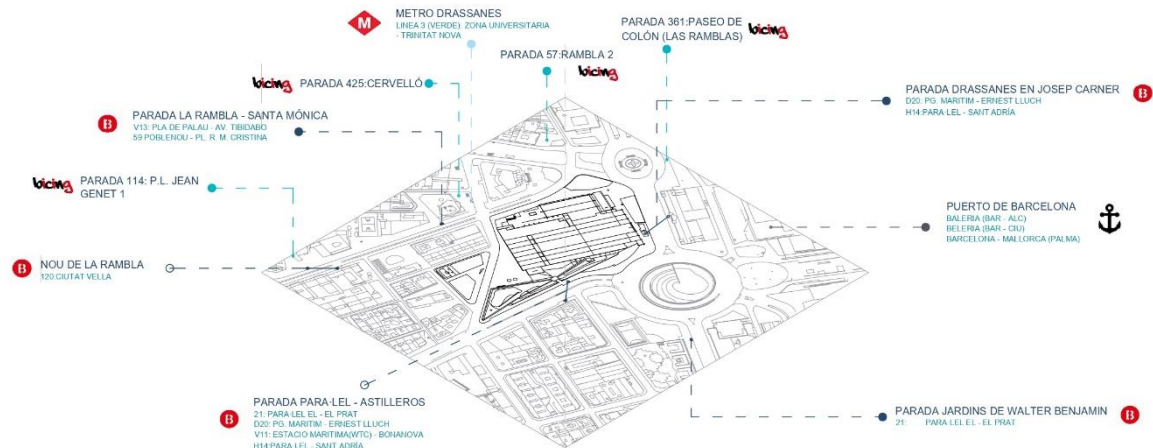 M
METRO DRASSANES
LINEA 3 (VERDE) ZONA UNIVERSITARIA
- TRINITAT NOVA
PARADA 361:PASEO DE
COLÓN (LAS RAMBLAS)
bicing
PARADA 57:RAMBLA 2
bicing
bicing
PARADA 425:CERVELLÓ
PARADA DRASSANES EN JOSEP CARNER
D20: PG. MARITIM - ERNEST LLUCH
H14:PARA·LEL - SANT ADRÍA
B
B
PARADA LA RAMBLA - SANTA MÓNICA
V13: PLA DE PALAU - AV. TIBIDABO
59 POBLENOU - PL. R. M. CRISTINA
bicing
PARADA 114: P.L. JEAN
GENET 1
PUERTO DE BARCELONA
BALERIA (BAR - ALC)
BELERIA (BAR - CIU)
BARCELONA - MALLORCA (PALMA)
B
NOU DE LA RAMBLA
120:CIUTAT VELLA
B
PARADA PARA·LEL - ASTILLEROS
21: PARA·LEL EL - EL PRAT
D20: PG. MARITIM - ERNEST LLUCH
V11: ESTACIO MARITIMA(WTC) - BONANOVA
H14:PARA·LEL - SANT ADRÍA
PARADA JARDINS DE WALTER BENJAMIN
21: PARA·LEL EL - EL PRAT
B